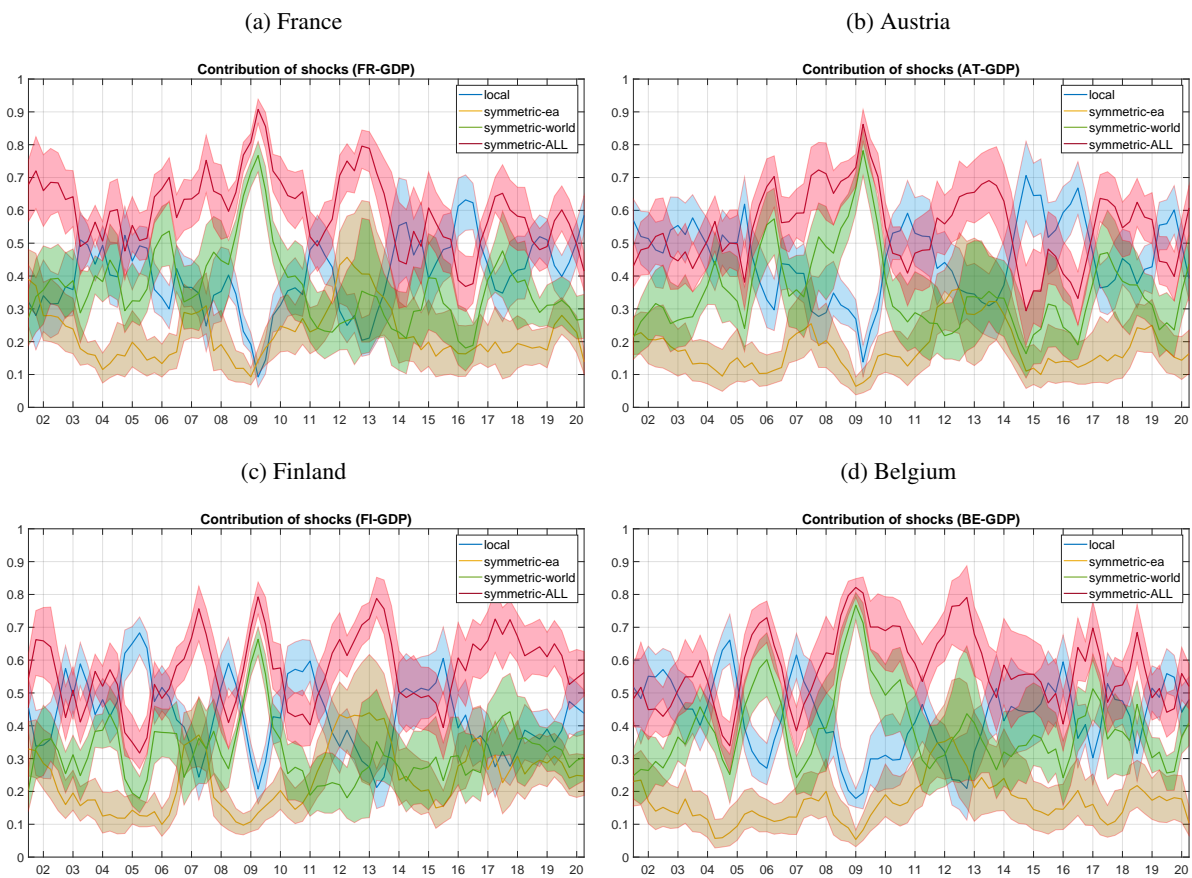 (a) France
Contribution of shocks (FR-GDP)
local
symmetric-ea
symmetric-world
symmetric-ALL
1
0.9
0.8
0.7
0.6
0.5
0.4
0.3
0.2
0.1
0
02 03 04 05 06 07 08 09 10 11 12 13 14 15 16 17 18 19 20
(b) Austria
Contribution of shocks (AT-GDP)
local
symmetric-ea
symmetric-world
symmetric-ALL
1
0.9
0.8
0.7
0.6
0.5
0.4
0.3
0.2
0.1
0
02 03 04 05 06 07 08 09 10 11 12 13 14 15 16 17 18 19 20
(c) Finland
Contribution of shocks (FI-GDP)
local
symmetric-ea
symmetric-world
symmetric-ALL
1
0.9
0.8
0.7
0.6
0.5
0.4
0.3
0.2
0.1
0
02 03 04 05 06 07 08 09 10 11 12 13 14 15 16 17 18 19 20
(d) Belgium
Contribution of shocks (BE-GDP)
local
symmetric-ea
symmetric-world
symmetric-ALL
1
0.9
0.8
0.7
0.6
0.5
0.4
0.3
0.2
0.1
0
02 03 04 05 06 07 08 09 10 11 12 13 14 15 16 17 18 19 20